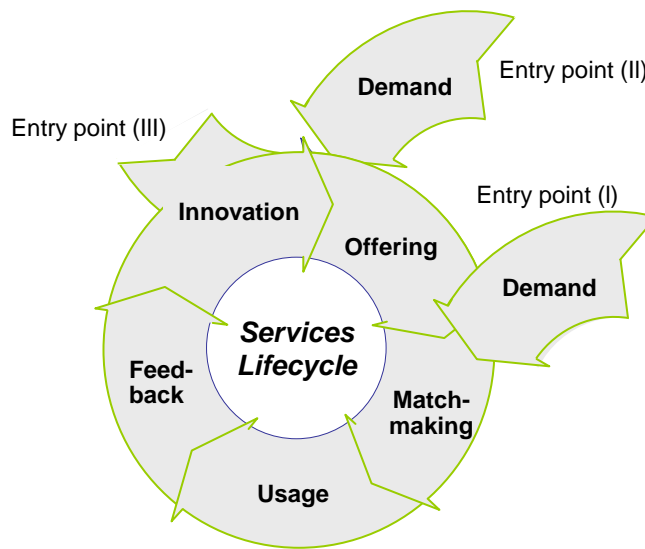 Demand
Entry point (II)
Entry point (III)
Entry point (I)
Innovation
Offering
Demand
Services
Lifecycle
Feed-
back
Match-
making
Usage